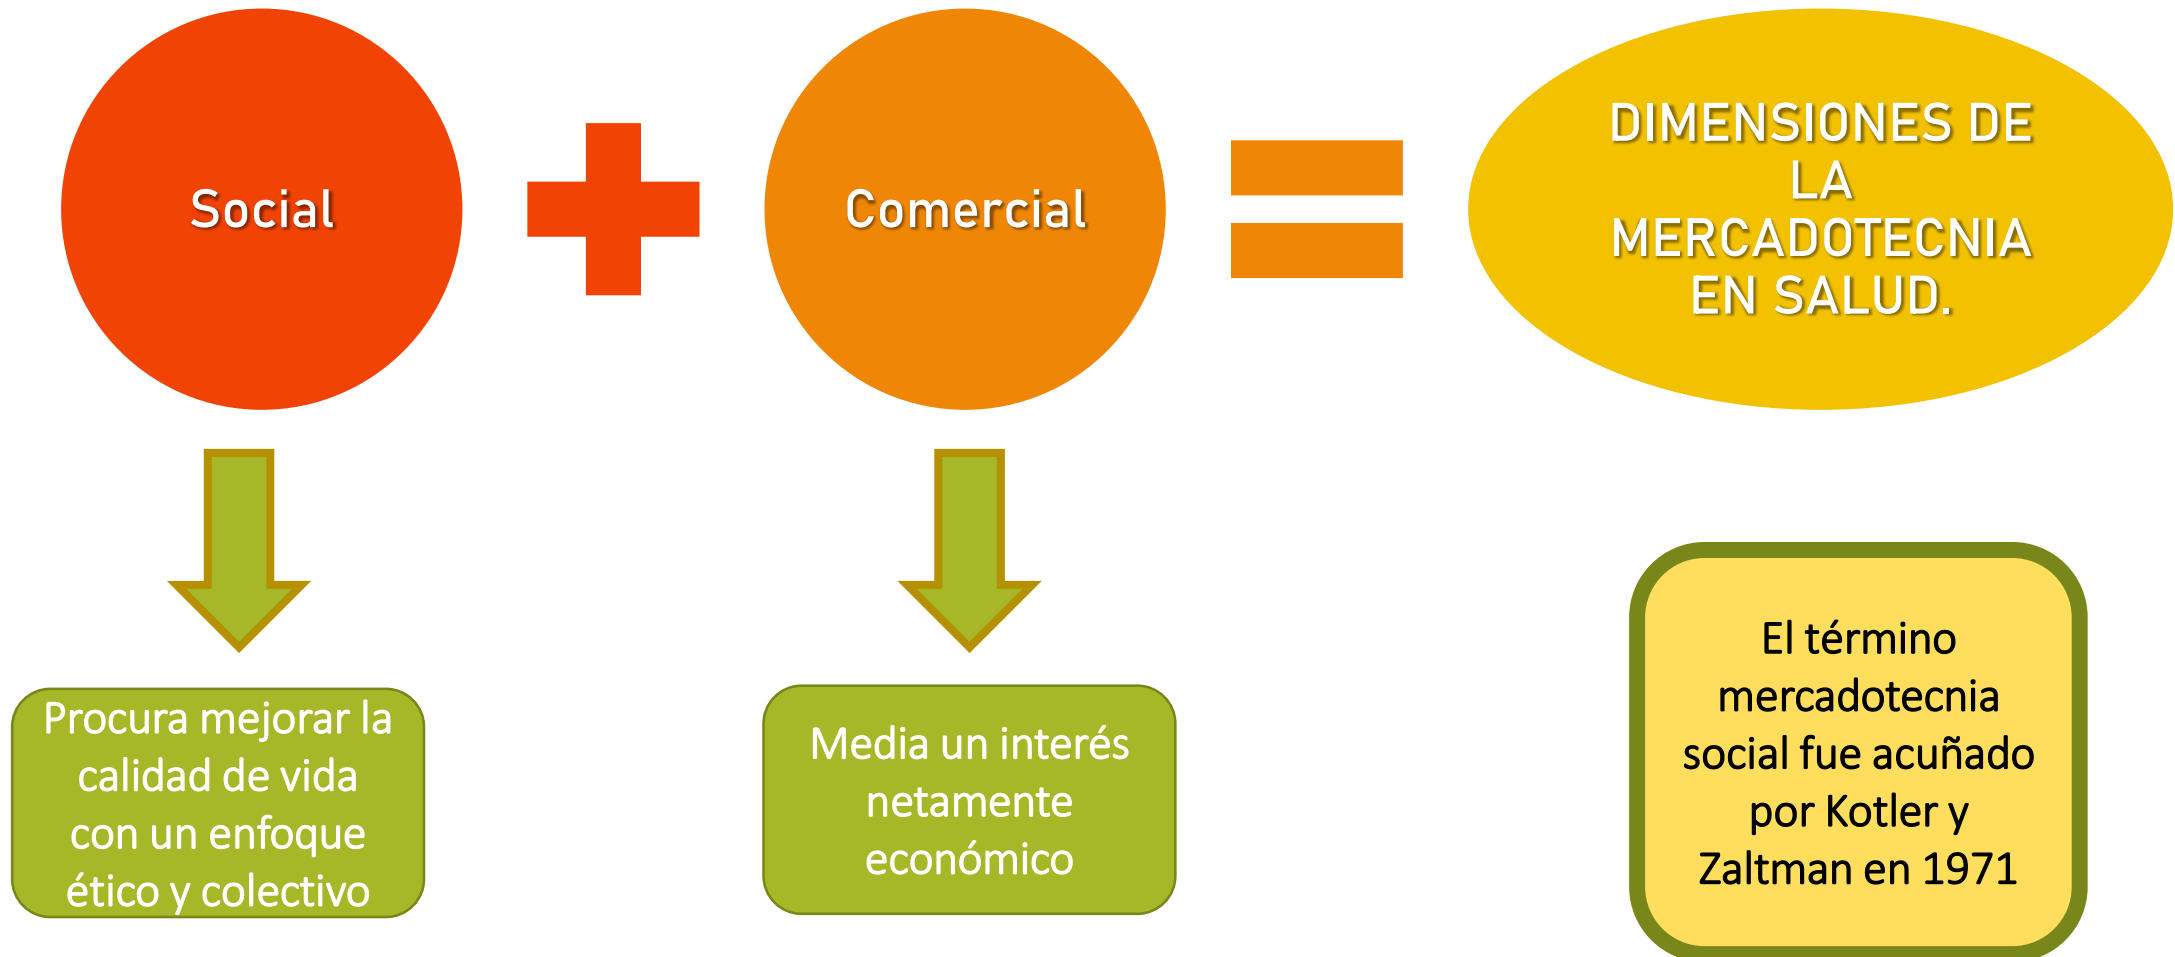 Social
Comercial
DIMENSIONES DE
LA
MERCADOTECNIA
EN SALUD.
Procura mejorar la
calidad de vida
con un enfoque
ético y colectivo
Media un interés
netamente
económico
El término
mercadotecnia
social fue acuñado
por Kotler y
Zaltman en 1971